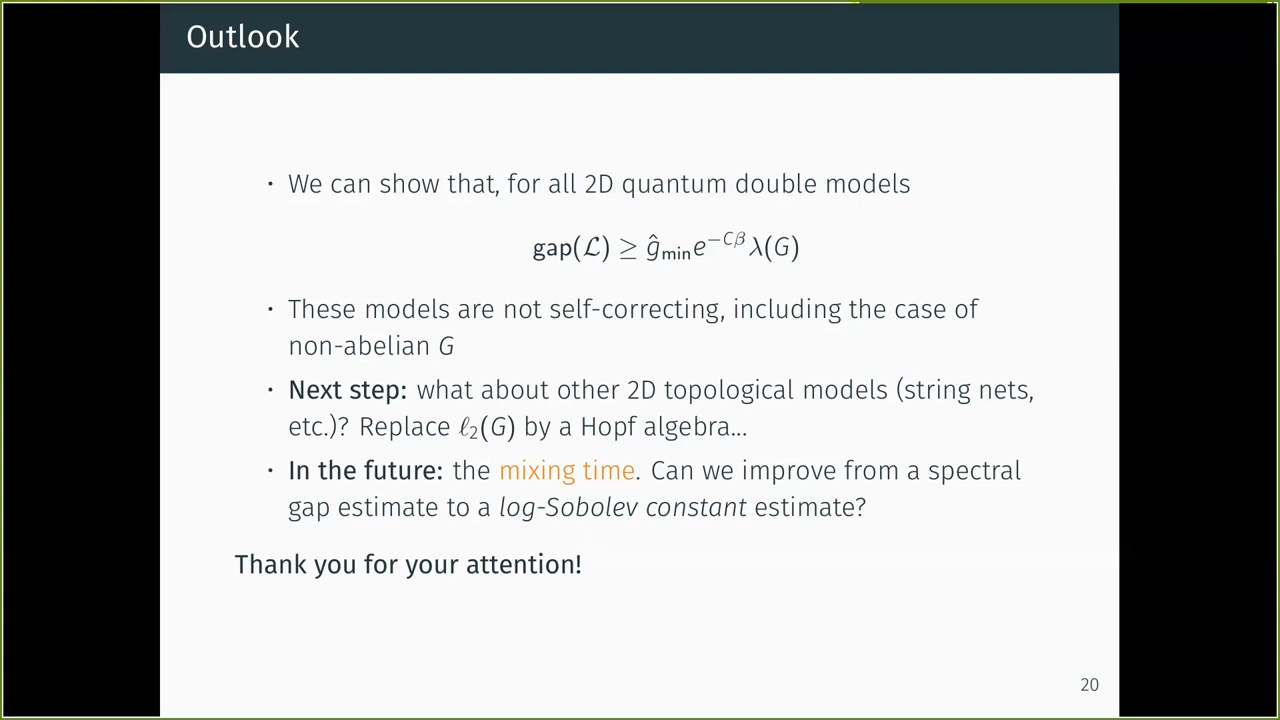 Outlook
· We can show that, for all 2D quantum double models
gap(ℒ) ≥ ĝ_min e^{−Cβ} λ(G)
· These models are not self-correcting, including the case of
non-abelian G
· Next step: what about other 2D topological models (string nets,
etc.)? Replace ℓ₂(G) by a Hopf algebra...
· In the future: the mixing time. Can we improve from a spectral
gap estimate to a log-Sobolev constant estimate?
Thank you for your attention!
20